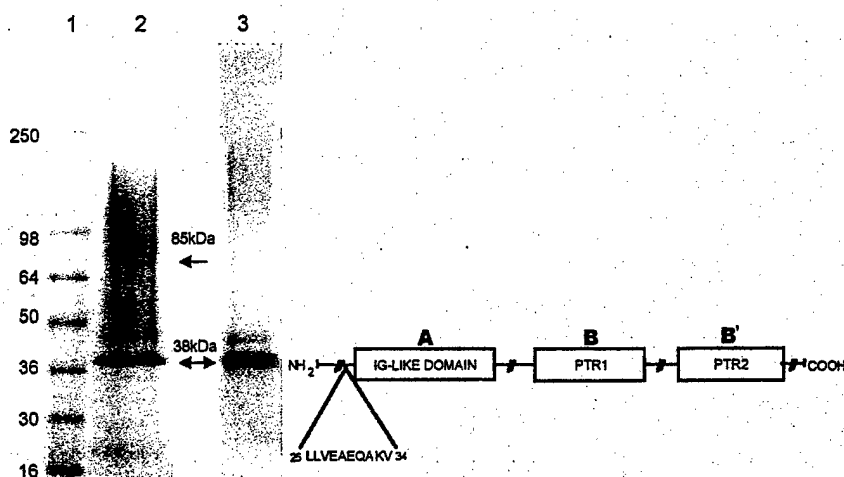 1 2 3
250
98
85kDa
64
50
38kDa
36
30
16
A B B'
NH2 IG-LIKE DOMAIN PTR1 PTR2 COOH
25 LLVEAEQAKV 34